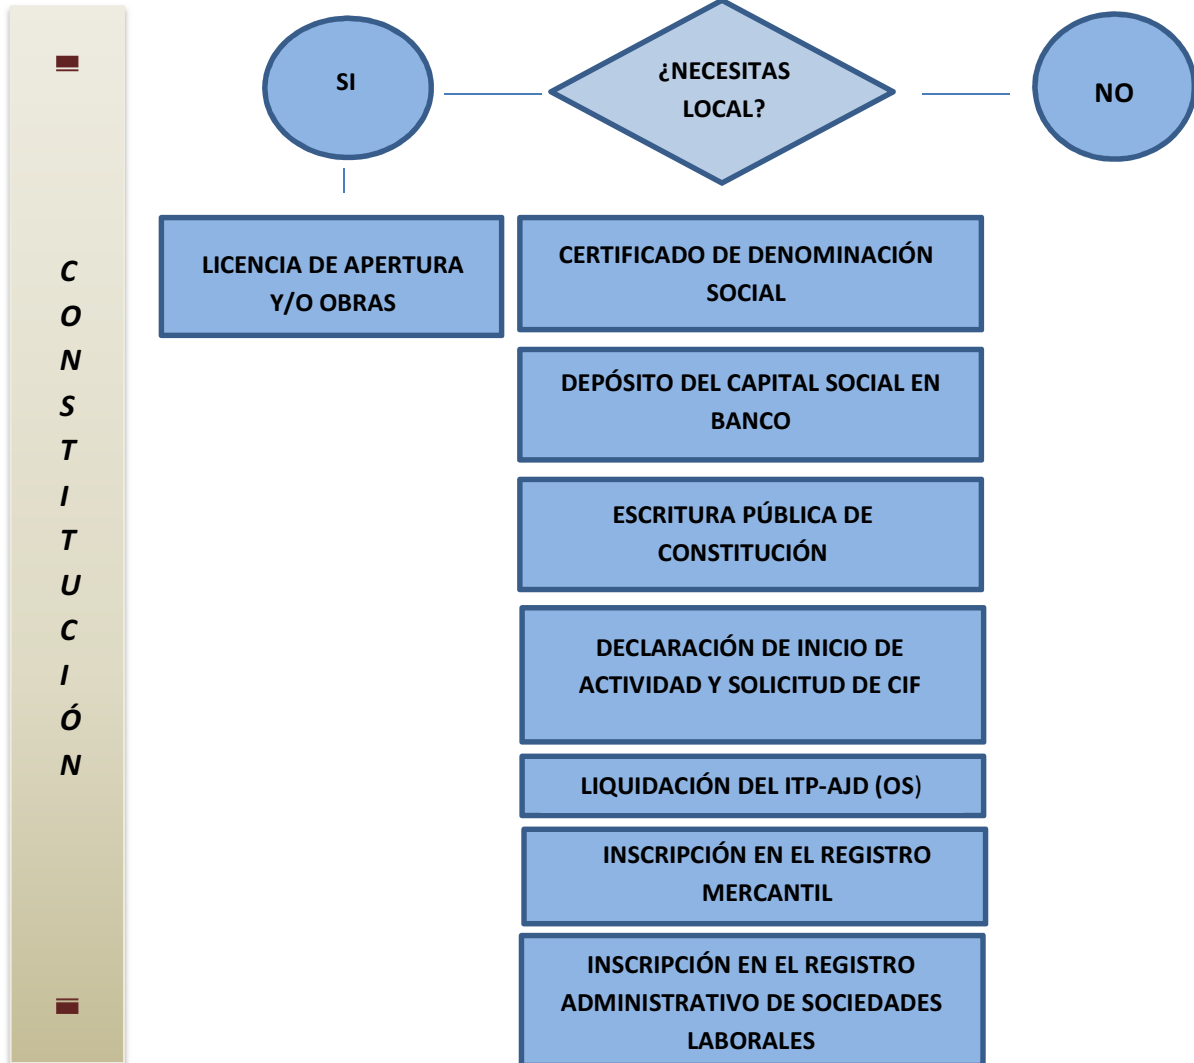 SI
¿NECESITAS
LOCAL?
NO
CONSTITUCIÓN
LICENCIA DE APERTURA
Y/O OBRAS
CERTIFICADO DE DENOMINACIÓN
SOCIAL
DEPÓSITO DEL CAPITAL SOCIAL EN
BANCO
ESCRITURA PÚBLICA DE
CONSTITUCIÓN
DECLARACIÓN DE INICIO DE
ACTIVIDAD Y SOLICITUD DE CIF
LIQUIDACIÓN DEL ITP-AJD (OS)
INSCRIPCIÓN EN EL REGISTRO
MERCANTIL
INSCRIPCIÓN EN EL REGISTRO
ADMINISTRATIVO DE SOCIEDADES
LABORALES